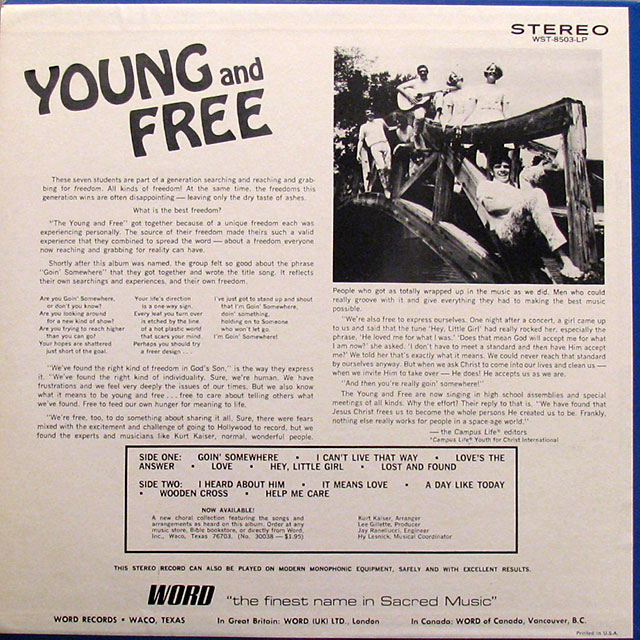 STEREO
WST-8503-LP
YOUNG and
FREE
These seven students are part of a generation searching and reaching and grab-
bing for freedom. All kinds of freedom! At the same time, the freedoms this
generation wins are often disappointing — leaving only the dry taste of ashes.
What is the best freedom?
"The Young and Free" got together because of a unique freedom each was
experiencing personally. The source of their freedom made theirs such a valid
experience that they combined to spread the word — about a freedom everyone
now reaching and grabbing for reality can have.
Shortly after this album was named, the group felt so good about the phrase
"Goin' Somewhere" that they got together and wrote the title song. It reflects
their own searchings and experiences, and their own freedom.
Are you Goin' Somewhere,
or don't you know?
Are you looking around
for a new kind of show?
Are you trying to reach higher
than you can go?
Your hopes are shattered
just short of the goal.
Your life's direction
is a one way sign.
Every leaf you turn over
is etched by the line
of a hot plastic world
that scars your mind.
Perhaps you should try
a freer design . . .
I've just got to stand up and shout
that I'm Goin' Somewhere,
doin' something,
holding on to Someone
who won't let go.
I'm Goin' Somewhere!
"We've found the right kind of freedom in God's Son," is the way they express
it. "We've found the right kind of individuality. Sure, we're human. We have
frustrations and we feel very deeply the issues of our times. But we also know
what it means to be young and free . . . free to care about telling others what
we've found. Free to feed our own hunger for meaning to life.
"We're free, too, to do something about sharing it all. Sure, there were fears
mixed with the excitement and challenge of going to Hollywood to record, but we
found the experts and musicians like Kurt Kaiser, normal, wonderful people.
People who got as totally wrapped up in the music as we did. Men who could
really groove with it and give everything they had to making the best music
possible.
"We're also free to express ourselves. One night after a concert, a girl came up
to us and said that the tune 'Hey, Little Girl' had really rocked her, especially the
phrase, 'He loved me for what I was.' 'Does that mean God will accept me for what
I am now?' she asked. 'I don't have to meet a standard and then have Him accept
me?' We told her that's exactly what it means. We could never reach that standard
by ourselves anyway. But when we ask Christ to come into our lives and clean us —
when we invite Him to take over — He does! He accepts us as we are.
"And then you're really goin' somewhere!"
The Young and Free are now singing in high school assemblies and special
meetings of all kinds. Why the effort? Their reply to that is, "We have found that
Jesus Christ frees us to become the whole persons He created us to be. Frankly,
nothing else really works for people in a space-age world."
— the Campus Life* editors
*Campus Life® Youth for Christ International
SIDE ONE: GOIN' SOMEWHERE • I CAN'T LIVE THAT WAY • LOVE'S THE
ANSWER • LOVE • HEY, LITTLE GIRL • LOST AND FOUND
SIDE TWO: I HEARD ABOUT HIM • IT MEANS LOVE • A DAY LIKE TODAY
• WOODEN CROSS • HELP ME CARE
NOW AVAILABLE!
A new choral collection featuring the songs and
arrangements as heard on this album. Order at any
music store, Bible bookstore, or directly from Word,
Inc., Waco, Texas 76703. (No. 30038 — $1.95)
Kurt Kaiser, Arranger
Lee Gillette, Producer
Jay Ranellucci, Engineer
Hy Lesnick, Musical Coordinator
THIS STEREO RECORD CAN ALSO BE PLAYED ON MODERN MONOPHONIC EQUIPMENT, SAFELY AND WITH EXCELLENT RESULTS.
WORD "the finest name in Sacred Music"
WORD RECORDS • WACO, TEXAS In Great Britain: WORD (UK) LTD., London In Canada: WORD of Canada, Vancouver, B.C.
Printed in U.S.A.